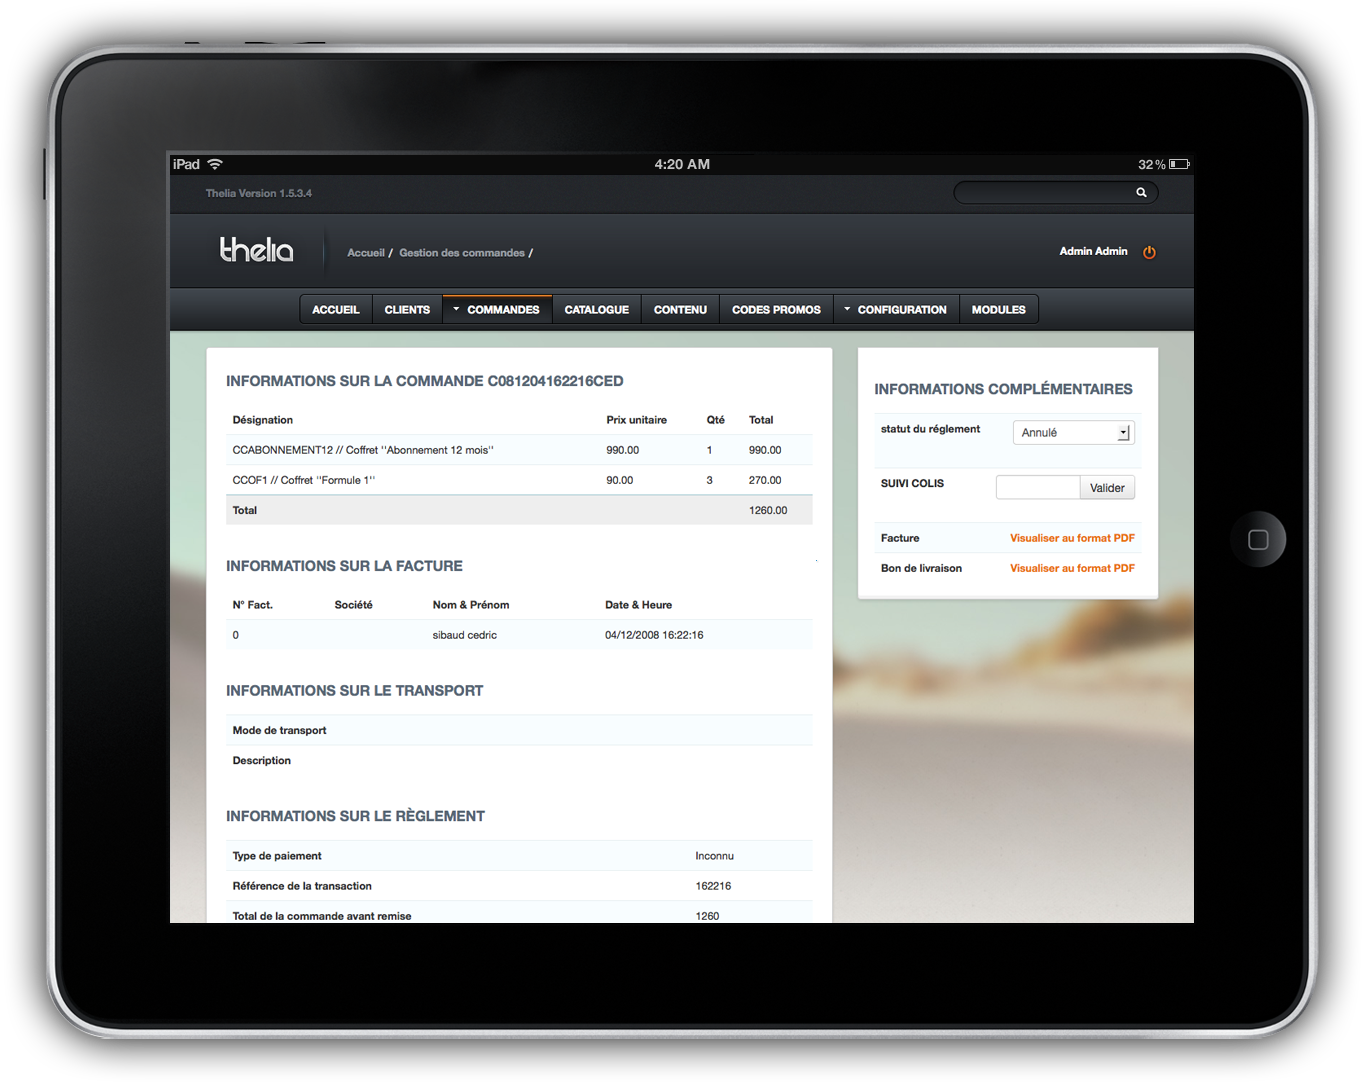 iPad 4:20 AM 32%
Thelia Version 1.5.3.4
thelia Accueil / Gestion des commandes / Admin Admin
ACCUEIL CLIENTS COMMANDES CATALOGUE CONTENU CODES PROMOS CONFIGURATION MODULES
INFORMATIONS SUR LA COMMANDE C081204162216CED
Désignation Prix unitaire Qté Total
CCABONNEMENT12 // Coffret ''Abonnement 12 mois'' 990.00 1 990.00
CCOF1 // Coffret ''Formule 1'' 90.00 3 270.00
Total 1260.00
INFORMATIONS SUR LA FACTURE
N° Fact. Société Nom & Prénom Date & Heure
0 sibaud cedric 04/12/2008 16:22:16
INFORMATIONS SUR LE TRANSPORT
Mode de transport
Description
INFORMATIONS SUR LE RÈGLEMENT
Type de paiement Inconnu
Référence de la transaction 162216
Total de la commande avant remise 1260
INFORMATIONS COMPLÉMENTAIRES
statut du réglement Annulé
SUIVI COLIS Valider
Facture Visualiser au format PDF
Bon de livraison Visualiser au format PDF